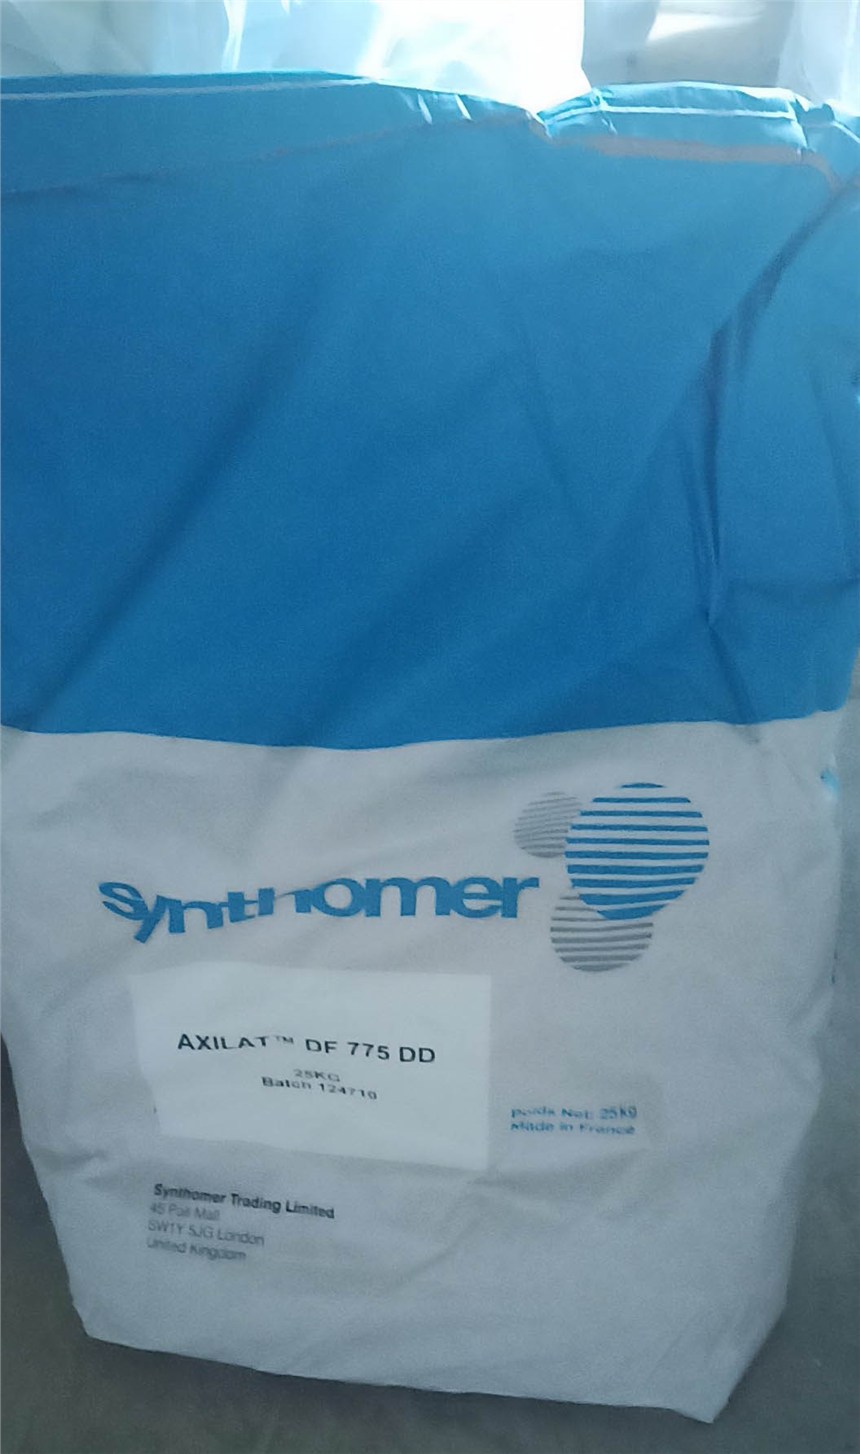 synthomer
AXILAT™ DF 775 DD
25KG
Batch 124710
Poids Net: 25kg
Made in France
Synthomer Trading Limited
45 Pall Mall
SW1Y 5JG London
United Kingdom